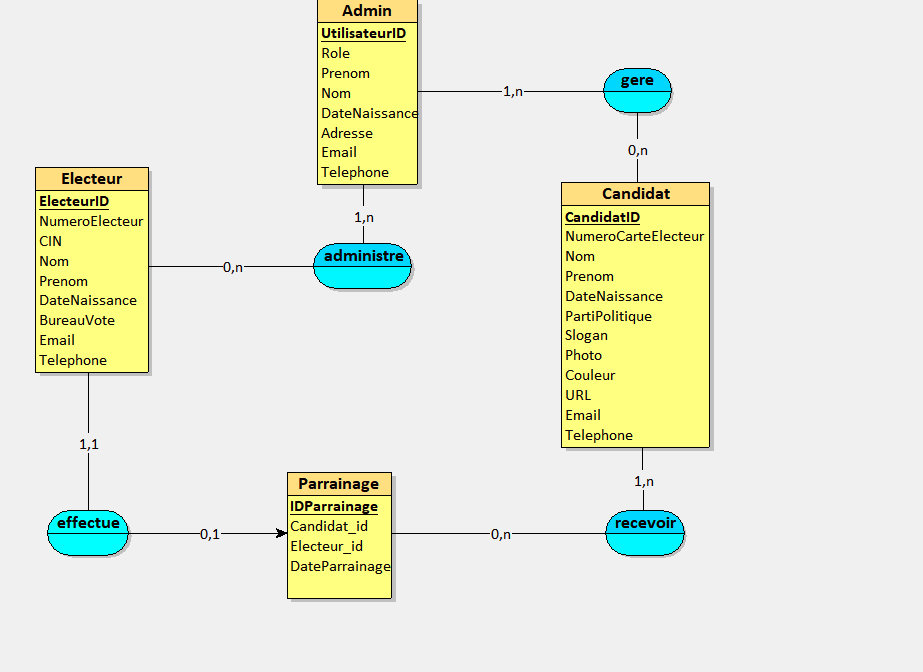 Admin
UtilisateurID
Role
Prenom
Nom
DateNaissance
Adresse
Email
Telephone
1,n
gere
0,n
1,n
administre
0,n
Electeur
ElecteurID
NumeroElecteur
CIN
Nom
Prenom
DateNaissance
BureauVote
Email
Telephone
Candidat
CandidatID
NumeroCarteElecteur
Nom
Prenom
DateNaissance
PartiPolitique
Slogan
Photo
Couleur
URL
Email
Telephone
1,1
effectue
0,1
Parrainage
IDParrainage
Candidat_id
Electeur_id
DateParrainage
0,n
1,n
recevoir